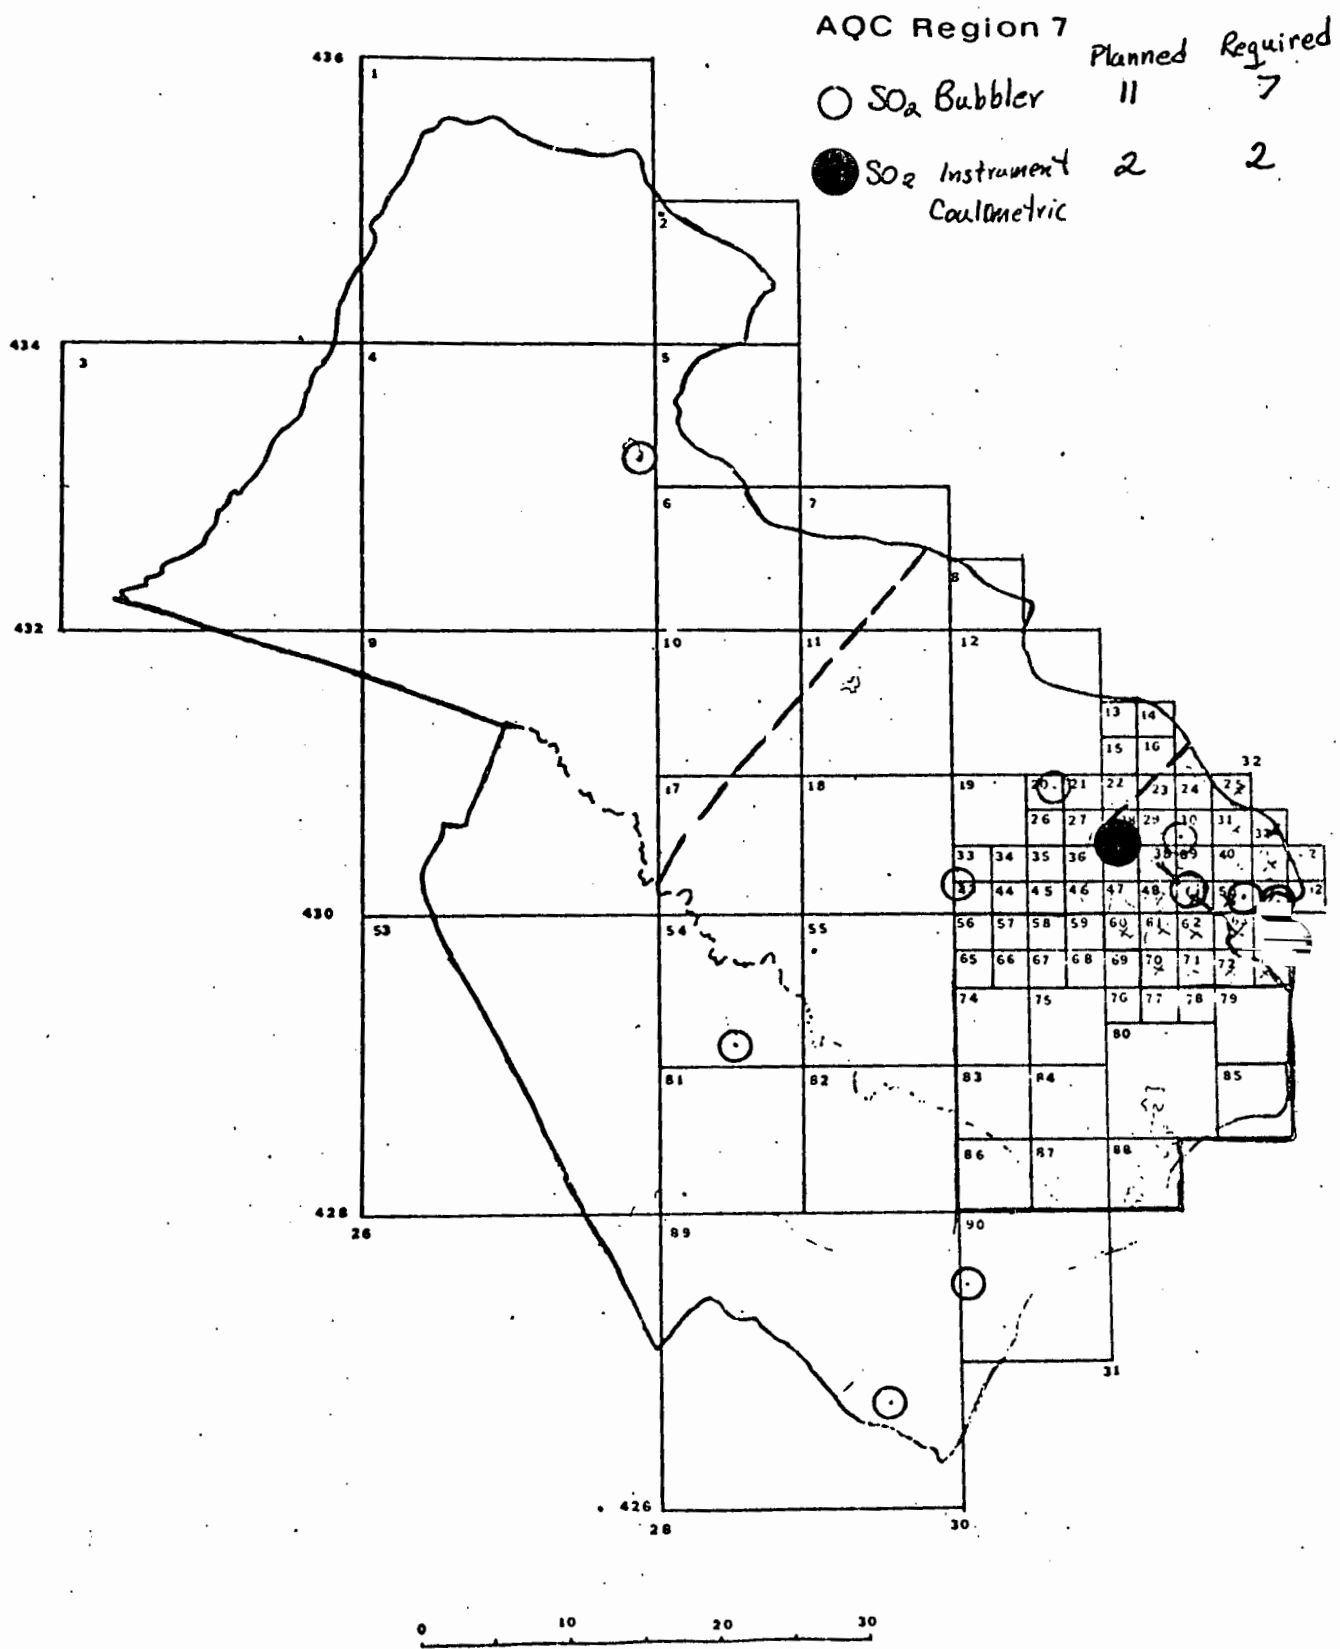 AQC Region 7
Planned Required
SO2 Bubbler 11 7
SO2 Instrument 2 2
Coulometric
436
1
2
434
3 4 5
6 7
8
432
9 10 11 12
13 14
15 16
32
17 18 19 20 21 22 23 24 25
26 27 29 30 31
33 34 35 36 38 39 40
44 45 46 47 48
430
53 54 55 56 57 58 59 60 61 62
65 66 67 68 69 70 71 72
74 75 76 77 78 79
80
81 82 83 84 85
86 87 88
428
26
89 90
31
426
28 30
0 10 20 30